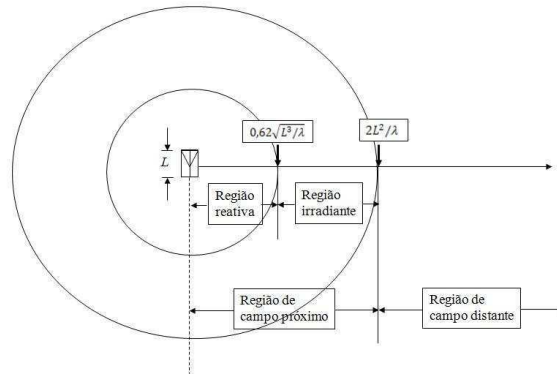 0,62√L³/λ
2L²/λ
L
Região
reativa
Região
irradiante
Região de
campo próximo
Região de
campo distante